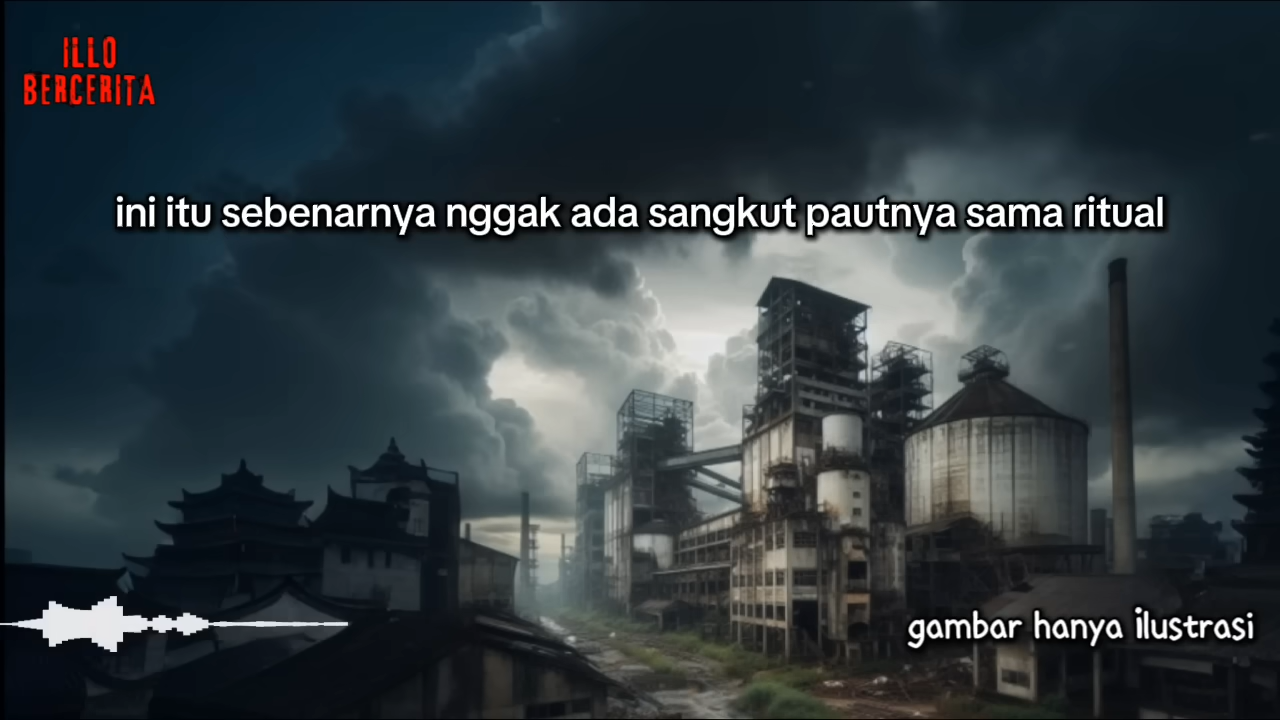 ILLO
BERCERITA
ini itu sebenarnya nggak ada sangkut pautnya sama ritual
gambar hanya ilustrasi